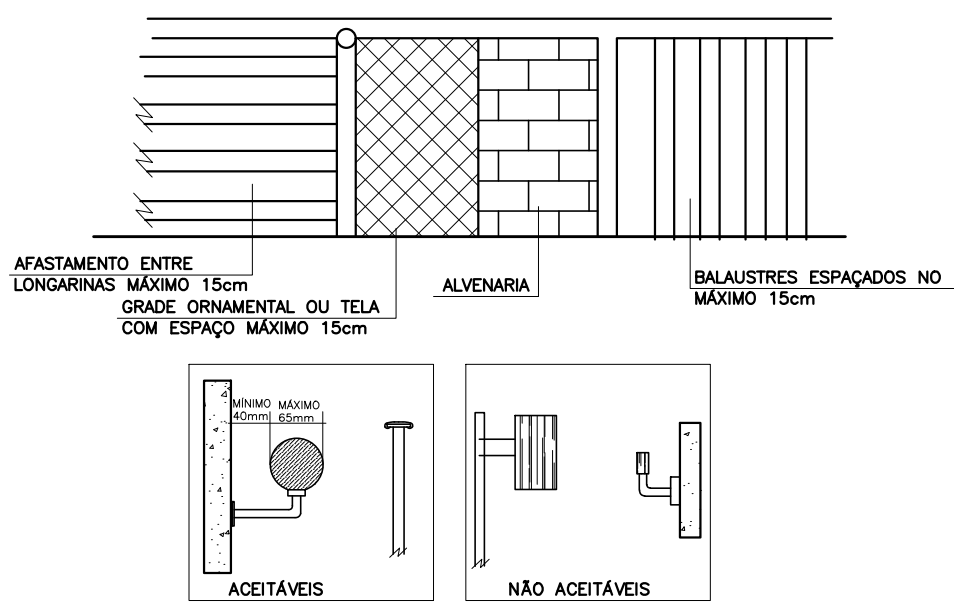 AFASTAMENTO ENTRE
LONGARINAS MÁXIMO 15cm
GRADE ORNAMENTAL OU TELA
COM ESPAÇO MÁXIMO 15cm
ALVENARIA
BALAUSTRES ESPAÇADOS NO
MÁXIMO 15cm
MÍNIMO
40mm
MÁXIMO
65mm
ACEITÁVEIS
NÃO ACEITÁVEIS